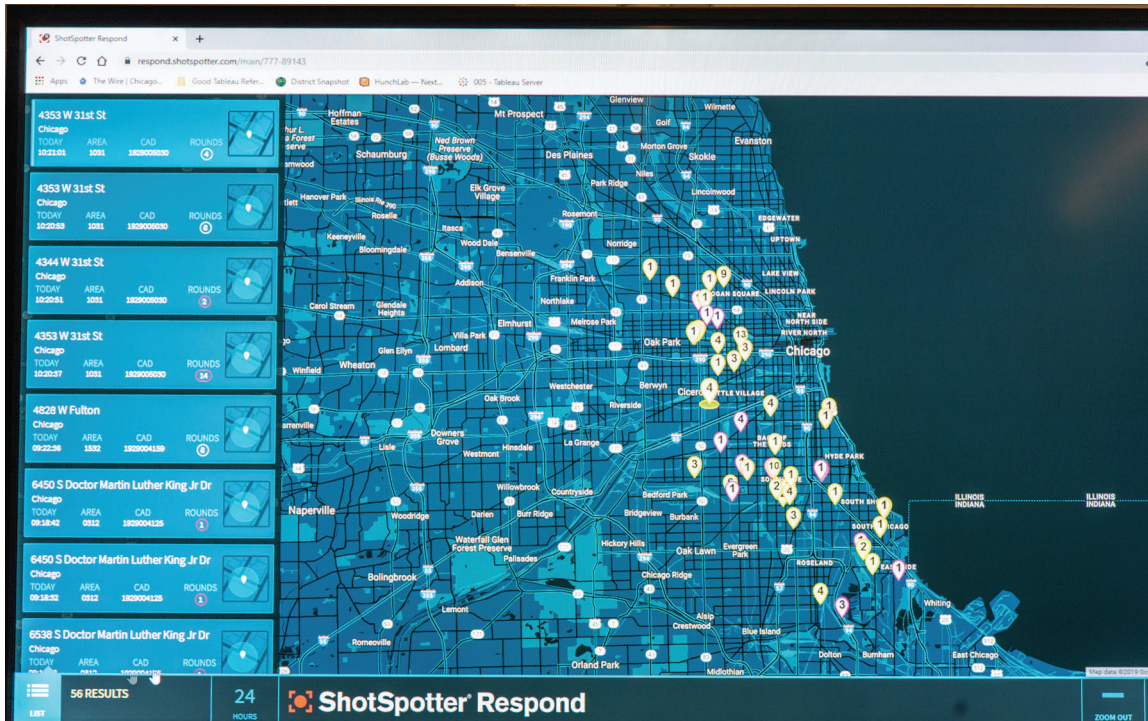 ShotSpotter Respond
respond.shotspotter.com/main/777-89143
Apps The Wire | Chicago... Good Tableau Refer... District Snapshot HunchLab — Next... 005 - Tableau Server
4353 W 31st St
Chicago
TODAY AREA CAD ROUNDS
10:21:01 1031 1929005030 4
4353 W 31st St
Chicago
TODAY AREA CAD ROUNDS
10:20:53 1031 1929005030
4344 W 31st St
Chicago
TODAY AREA CAD ROUNDS
10:20:51 1031 1929005030 2
4353 W 31st St
Chicago
TODAY AREA CAD ROUNDS
10:20:37 1031 1929005030 14
4828 W Fulton
Chicago
TODAY AREA CAD ROUNDS
09:22:38 1532 1929004139
6450 S Doctor Martin Luther King Jr Dr
Chicago
TODAY AREA CAD ROUNDS
09:18:42 0312 1929004125 1
6450 S Doctor Martin Luther King Jr Dr
Chicago
TODAY AREA CAD ROUNDS
09:18:32 0312 1929004125 1
6538 S Doctor Martin Luther King Jr Dr
Chicago
TODAY AREA CAD ROUNDS
LIST
56 RESULTS
24
HOURS
ShotSpotter® Respond
ZOOM OUT
Glenview
Wilmette
Hoffman
Estates
Mt Prospect
Golf
Morton Grove
Evanston
Ned Brown
Preserve
(Busse Woods)
Schaumburg
Des Plaines
Skokie
Niles
Park Ridge
Lincolnwood
Elk Grove
Village
Hanover Park
Roselle
Rosemont
EDGEWATER
UPTOWN
Keeneyville
Itasca
Wood Dale
Norridge
Bloomingdale
Bensenville
Franklin Park
LAKE VIEW
Addison
LOGAN SQUARE
LINCOLN PARK
Carol Stream
Glendale
Heights
Northlake
Elmhurst
Melrose Park
NEAR
NORTH SIDE
Villa Park
RIVER NORTH
Oak Park
Chicago
Glen Ellyn
Lombard
Wheaton
Winfield
Westchester
Berwyn
Cicero
LITTLE VILLAGE
Oak Brook
Riverside
Downers
Grove
Lisle
Hinsdale
La Grange
Westmont
HYDE PARK
Willowbrook
Countryside
Bedford Park
Naperville
Woodridge
Darien
Burr Ridge
Bridgeview
Burbank
SOUTH SHORE
ILLINOIS
INDIANA
ILLINOIS
INDIANA
SOUTH CHICAGO
Waterfall Glen
Forest Preserve
Hickory Hills
Palisades
Oak Lawn
Evergreen
Park
ROSELAND
EAST SIDE
Bolingbrook
Chicago Ridge
Lemont
Alsip
Crestwood
Whiting
Romeoville
Blue Island
Dolton
Burnham
East Chicago
Orland Park
Midlothian
Map data ©2019